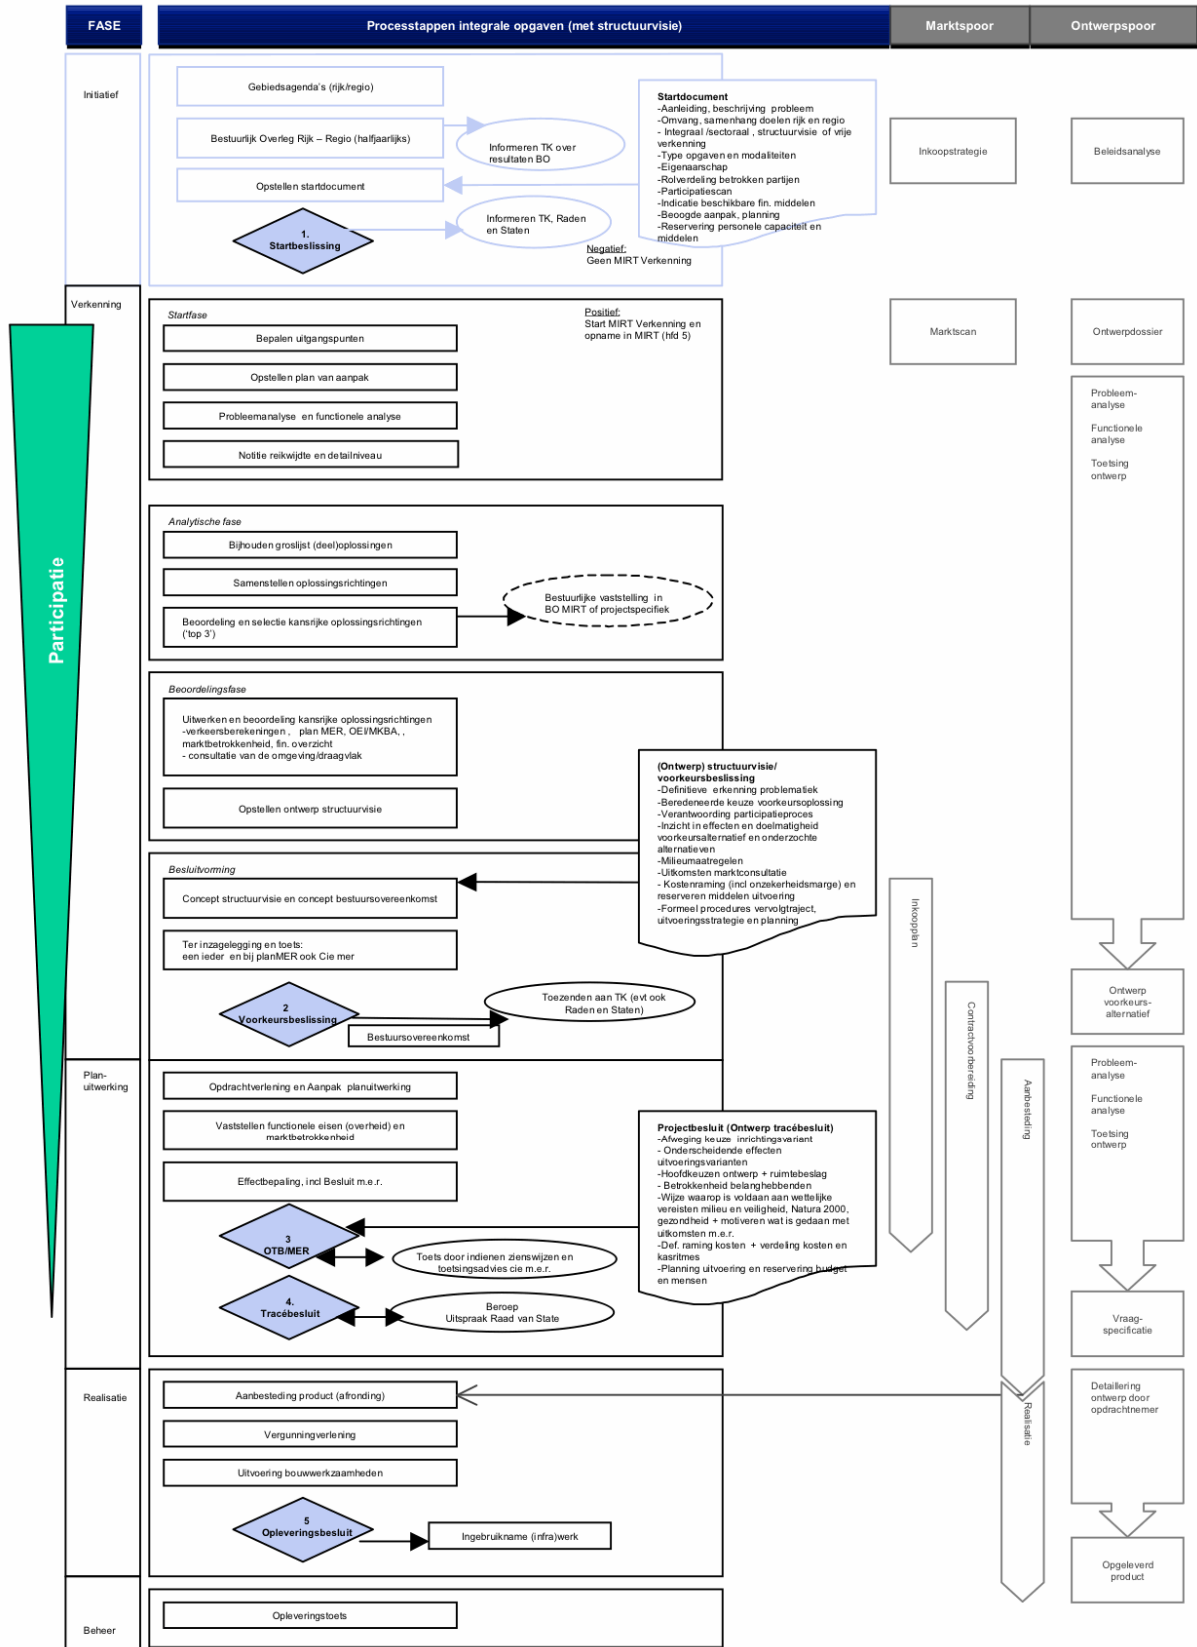 FASE
Processtappen integrale opgaven (met structuurvisie)
Marktspoor
Ontwerpspoor
Initiatief
Gebiedsagenda's (rijk/regio)
Bestuurlijk Overleg Rijk – Regio (halfjaarlijks)
Informeren TK over
resultaten BO
Opstellen startdocument
Informeren TK, Raden
en Staten
1.
Startbeslissing
Startdocument
-Aanleiding, beschrijving probleem
-Omvang, samenhang doelen rijk en regio
- Integraal /sectoraal , structuurvisie of vrije
verkenning
-Type opgaven en modaliteiten
-Eigenaarschap
-Rolverdeling betrokken partijen
-Participatiescan
-Indicatie beschikbare fin. middelen
-Beoogde aanpak, planning
-Reservering personele capaciteit en
middelen
Negatief:
Geen MIRT Verkenning
Inkoopstrategie
Beleidsanalyse
Verkenning
Startfase
Positief:
Start MIRT Verkenning en
opname in MIRT (hfd 5)
Bepalen uitgangspunten
Opstellen plan van aanpak
Probleemanalyse en functionele analyse
Notitie reikwijdte en detailniveau
Marktscan
Ontwerpdossier
Probleem-
analyse
Functionele
analyse
Toetsing
ontwerp
Participatie
Analytische fase
Bijhouden groslijst (deel)oplossingen
Samenstellen oplossingsrichtingen
Beoordeling en selectie kansrijke oplossingsrichtingen
('top 3')
Bestuurlijke vaststelling in
BO MIRT of projectspecifiek
Beoordelingsfase
Uitwerken en beoordeling kansrijke oplossingsrichtingen
-verkeersberekeningen , plan MER, OEI/MKBA, ,
marktbetrokkenheid, fin. overzicht
- consultatie van de omgeving/draagvlak
Opstellen ontwerp structuurvisie
(Ontwerp) structuurvisie/
voorkeursbeslissing
-Definitieve erkenning problematiek
-Beredeneerde keuze voorkeursoplossing
-Verantwoording participatieproces
-Inzicht in effecten en doelmatigheid
voorkeursalternatief en onderzochte
alternatieven
-Milieumaatregelen
-Uitkomsten marktconsultatie
- Kostenraming (incl onzekerheidsmarge) en
reserveren middelen uitvoering
-Formeel procedures vervolgtraject,
uitvoeringsstrategie en planning
Besluitvorming
Concept structuurvisie en concept bestuursovereenkomst
Ter inzagelegging en toets:
een ieder en bij planMER ook Cie mer
2
Voorkeursbeslissing
Toezenden aan TK (evt ook
Raden en Staten)
Bestuursovereenkomst
Inkoopplan
Contractvoorbereiding
Aanbesteding
Ontwerp
voorkeurs-
alternatief
Plan-
uitwerking
Opdrachtverlening en Aanpak planuitwerking
Vaststellen functionele eisen (overheid) en
marktbetrokkenheid
Effectbepaling, incl Besluit m.e.r.
3
OTB/MER
Toets door indienen zienswijzen en
toetsingsadvies cie m.e.r.
4.
Tracébesluit
Beroep
Uitspraak Raad van State
Projectbesluit (Ontwerp tracébesluit)
-Afweging keuze inrichtingsvariant
- Onderscheidende effecten
uitvoeringsvarianten
-Hoofdkeuzen ontwerp + ruimtebeslag
- Betrokkenheid belanghebbenden
-Wijze waarop is voldaan aan wettelijke
vereisten milieu en veiligheid, Natura 2000,
gezondheid + motiveren wat is gedaan met
uitkomsten m.e.r.
-Def. raming kosten + verdeling kosten en
kasritmes
-Planning uitvoering en reservering budget
en mensen
Probleem-
analyse
Functionele
analyse
Toetsing
ontwerp
Vraag-
specificatie
Realisatie
Aanbesteding product (afronding)
Vergunningverlening
Uitvoering bouwwerkzaamheden
5
Opleveringsbesluit
Ingebruikname (infra)werk
Realisatie
Detaillering
ontwerp door
opdrachtnemer
Opgeleverd
product
Beheer
Opleveringstoets